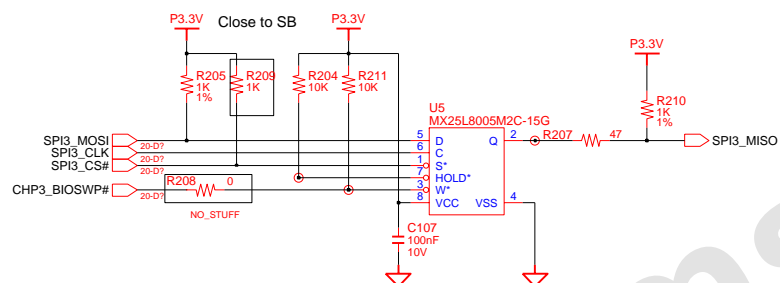 P3.3V
Close to SB
P3.3V
P3.3V
R205
1K
1%
R209
1K
R204
10K
R211
10K
R210
1K
1%
U5
MX25L8005M2C-15G
SPI3_MOSI
20-D?
5
D
Q
2
R207
47
SPI3_MISO
SPI3_CLK
20-D?
6
C
SPI3_CS#
20-D?
1
S*
7
HOLD*
CHP3_BIOSWP#
20-D?
R208
0
3
W*
NO_STUFF
8
VCC
VSS
4
C107
100nF
10V